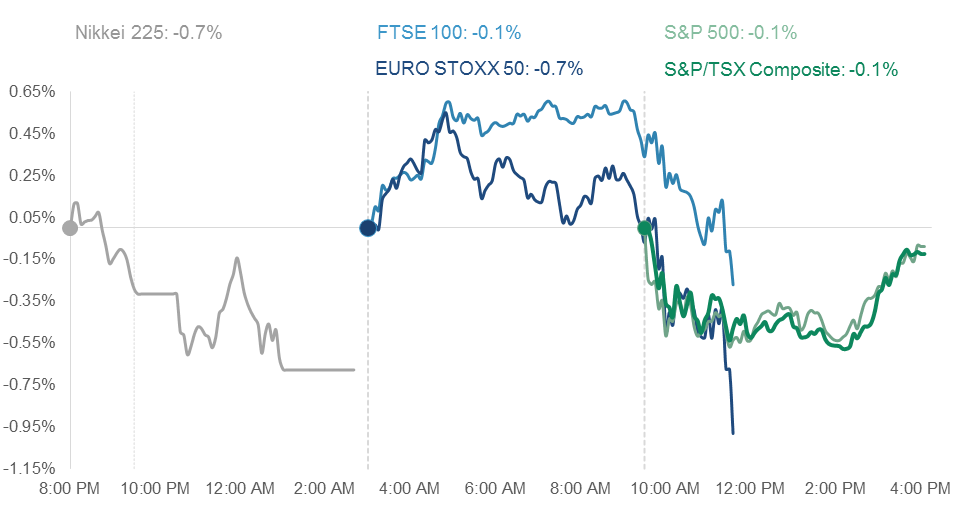 Nikkei 225: -0.7%
FTSE 100: -0.1%
S&P 500: -0.1%
EURO STOXX 50: -0.7%
S&P/TSX Composite: -0.1%
0.65%
0.45%
0.25%
0.05%
-0.15%
-0.35%
-0.55%
-0.75%
-0.95%
-1.15%
8:00 PM
10:00 PM
12:00 AM
2:00 AM
4:00 AM
6:00 AM
8:00 AM
10:00 AM
12:00 PM
2:00 PM
4:00 PM